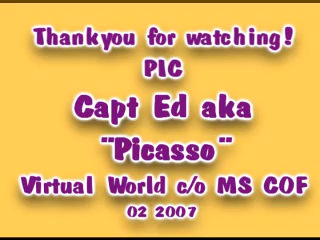 Thankyou for watching!
PIC
Capt Ed aka
"Picasso"
Virtual World c/o MS COF
02 2007